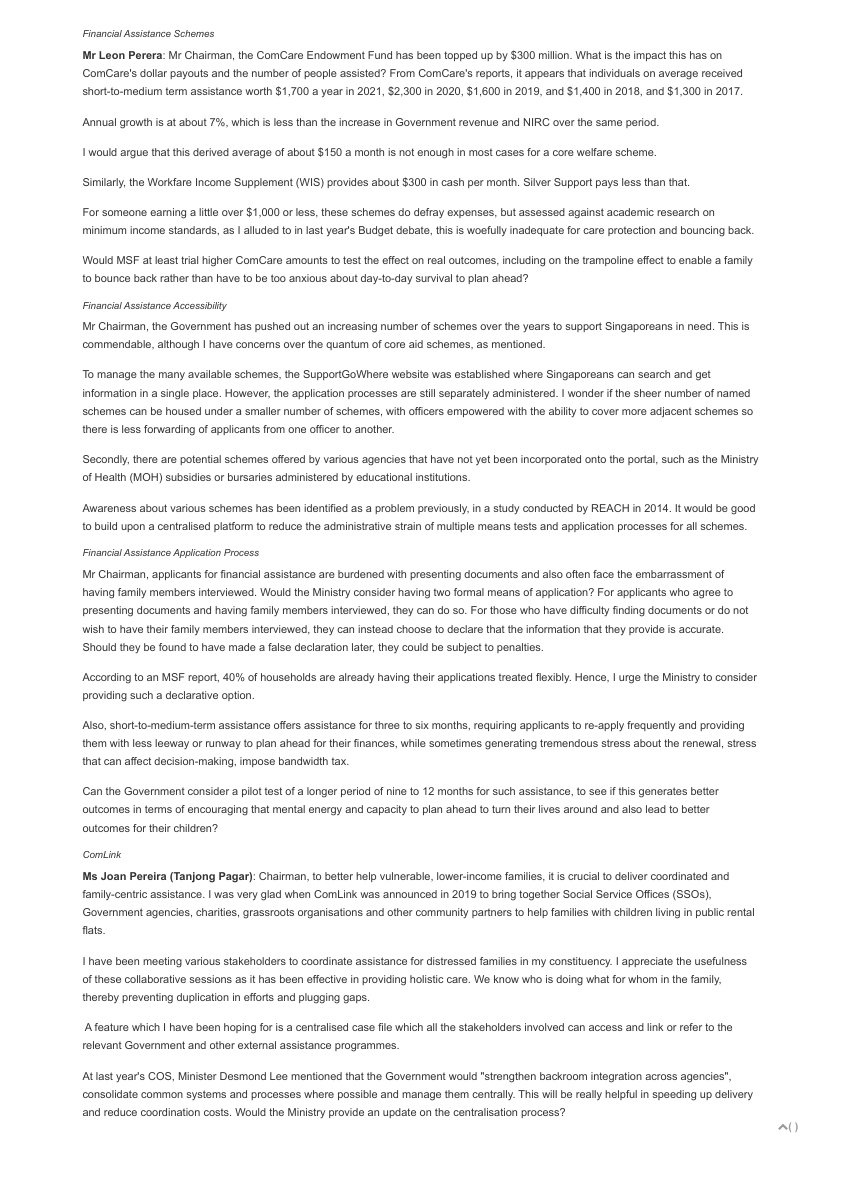 Financial Assistance Schemes
Mr Leon Perera: Mr Chairman, the ComCare Endowment Fund has been topped up by $300 million. What is the impact this has on
ComCare's dollar payouts and the number of people assisted? From ComCare's reports, it appears that individuals on average received
short-to-medium term assistance worth $1,700 a year in 2021, $2,300 in 2020, $1,600 in 2019, and $1,400 in 2018, and $1,300 in 2017.
Annual growth is at about 7%, which is less than the increase in Government revenue and NIRC over the same period.
I would argue that this derived average of about $150 a month is not enough in most cases for a core welfare scheme.
Similarly, the Workfare Income Supplement (WIS) provides about $300 in cash per month. Silver Support pays less than that.
For someone earning a little over $1,000 or less, these schemes do defray expenses, but assessed against academic research on
minimum income standards, as I alluded to in last year's Budget debate, this is woefully inadequate for care protection and bouncing back.
Would MSF at least trial higher ComCare amounts to test the effect on real outcomes, including on the trampoline effect to enable a family
to bounce back rather than have to be too anxious about day-to-day survival to plan ahead?
Financial Assistance Accessibility
Mr Chairman, the Government has pushed out an increasing number of schemes over the years to support Singaporeans in need. This is
commendable, although I have concerns over the quantum of core aid schemes, as mentioned.
To manage the many available schemes, the SupportGoWhere website was established where Singaporeans can search and get
information in a single place. However, the application processes are still separately administered. I wonder if the sheer number of named
schemes can be housed under a smaller number of schemes, with officers empowered with the ability to cover more adjacent schemes so
there is less forwarding of applicants from one officer to another.
Secondly, there are potential schemes offered by various agencies that have not yet been incorporated onto the portal, such as the Ministry
of Health (MOH) subsidies or bursaries administered by educational institutions.
Awareness about various schemes has been identified as a problem previously, in a study conducted by REACH in 2014. It would be good
to build upon a centralised platform to reduce the administrative strain of multiple means tests and application processes for all schemes.
Financial Assistance Application Process
Mr Chairman, applicants for financial assistance are burdened with presenting documents and also often face the embarrassment of
having family members interviewed. Would the Ministry consider having two formal means of application? For applicants who agree to
presenting documents and having family members interviewed, they can do so. For those who have difficulty finding documents or do not
wish to have their family members interviewed, they can instead choose to declare that the information that they provide is accurate.
Should they be found to have made a false declaration later, they could be subject to penalties.
According to an MSF report, 40% of households are already having their applications treated flexibly. Hence, I urge the Ministry to consider
providing such a declarative option.
Also, short-to-medium-term assistance offers assistance for three to six months, requiring applicants to re-apply frequently and providing
them with less leeway or runway to plan ahead for their finances, while sometimes generating tremendous stress about the renewal, stress
that can affect decision-making, impose bandwidth tax.
Can the Government consider a pilot test of a longer period of nine to 12 months for such assistance, to see if this generates better
outcomes in terms of encouraging that mental energy and capacity to plan ahead to turn their lives around and also lead to better
outcomes for their children?
ComLink
Ms Joan Pereira (Tanjong Pagar): Chairman, to better help vulnerable, lower-income families, it is crucial to deliver coordinated and
family-centric assistance. I was very glad when ComLink was announced in 2019 to bring together Social Service Offices (SSOs),
Government agencies, charities, grassroots organisations and other community partners to help families with children living in public rental
flats.
I have been meeting various stakeholders to coordinate assistance for distressed families in my constituency. I appreciate the usefulness
of these collaborative sessions as it has been effective in providing holistic care. We know who is doing what for whom in the family,
thereby preventing duplication in efforts and plugging gaps.
A feature which I have been hoping for is a centralised case file which all the stakeholders involved can access and link or refer to the
relevant Government and other external assistance programmes.
At last year's COS, Minister Desmond Lee mentioned that the Government would "strengthen backroom integration across agencies",
consolidate common systems and processes where possible and manage them centrally. This will be really helpful in speeding up delivery
and reduce coordination costs. Would the Ministry provide an update on the centralisation process?
( )